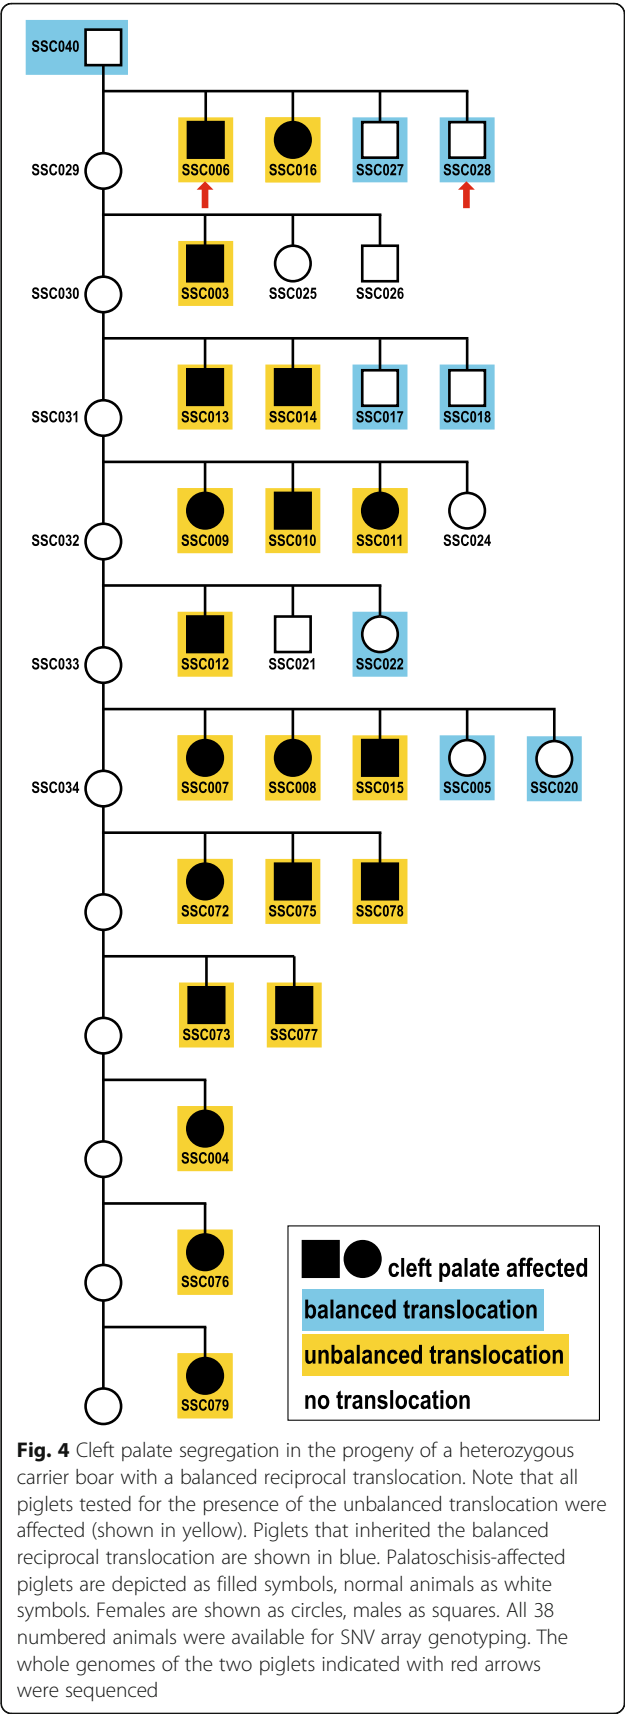 SSC040
SSC029
SSC006 SSC016 SSC027 SSC028
SSC030
SSC003 SSC025 SSC026
SSC031
SSC013 SSC014 SSC017 SSC018
SSC032
SSC009 SSC010 SSC011 SSC024
SSC033
SSC012 SSC021 SSC022
SSC034
SSC007 SSC008 SSC015 SSC005 SSC020
SSC072 SSC075 SSC078
SSC073 SSC077
SSC004
SSC076
SSC079
cleft palate affected
balanced translocation
unbalanced translocation
no translocation
Fig. 4 Cleft palate segregation in the progeny of a heterozygous
carrier boar with a balanced reciprocal translocation. Note that all
piglets tested for the presence of the unbalanced translocation were
affected (shown in yellow). Piglets that inherited the balanced
reciprocal translocation are shown in blue. Palatoschisis-affected
piglets are depicted as filled symbols, normal animals as white
symbols. Females are shown as circles, males as squares. All 38
numbered animals were available for SNV array genotyping. The
whole genomes of the two piglets indicated with red arrows
were sequenced